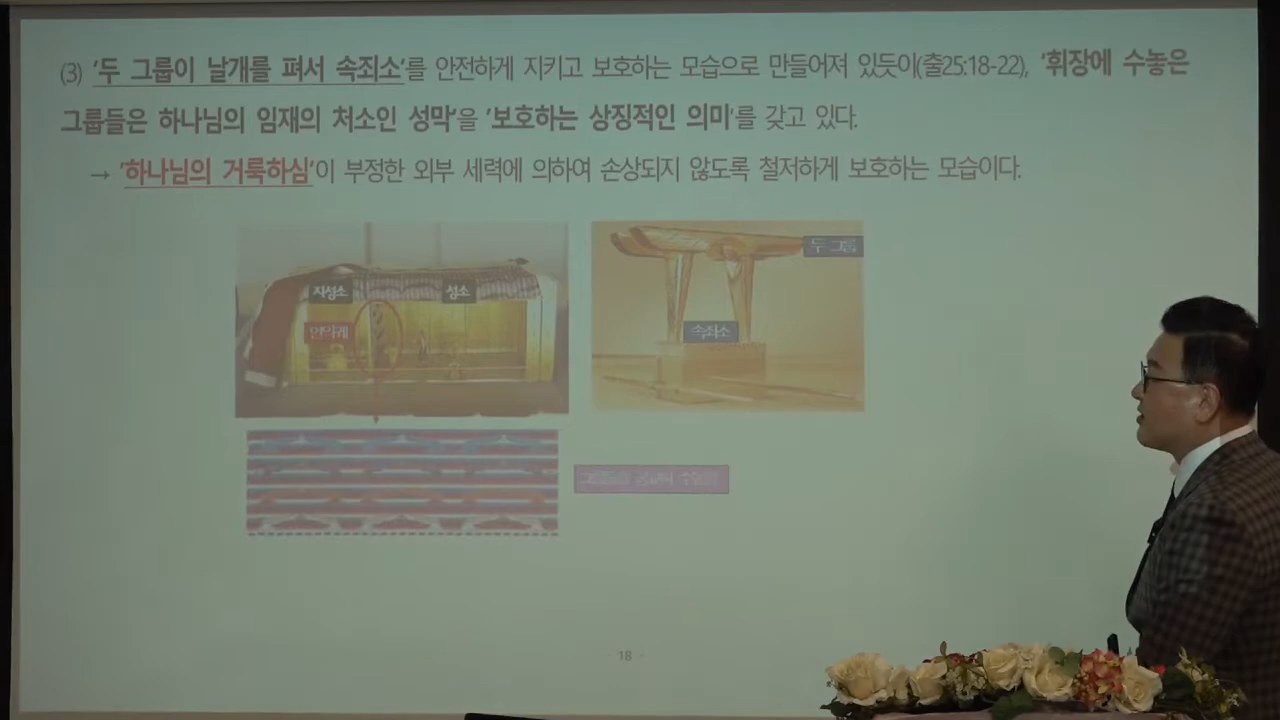 (3) '두 그룹이 날개를 펴서 속죄소'를 안전하게 지키고 보호하는 모습으로 만들어져 있듯이(출25:18-22), '휘장에 수놓은
그룹들은 하나님의 임재의 처소인 성막'을 '보호하는 상징적인 의미'를 갖고 있다.
→ '하나님의 거룩하심'이 부정한 외부 세력에 의하여 손상되지 않도록 철저하게 보호하는 모습이다.
두 그룹
지성소 성소
언약궤
속죄소
수놓음
- 18 -